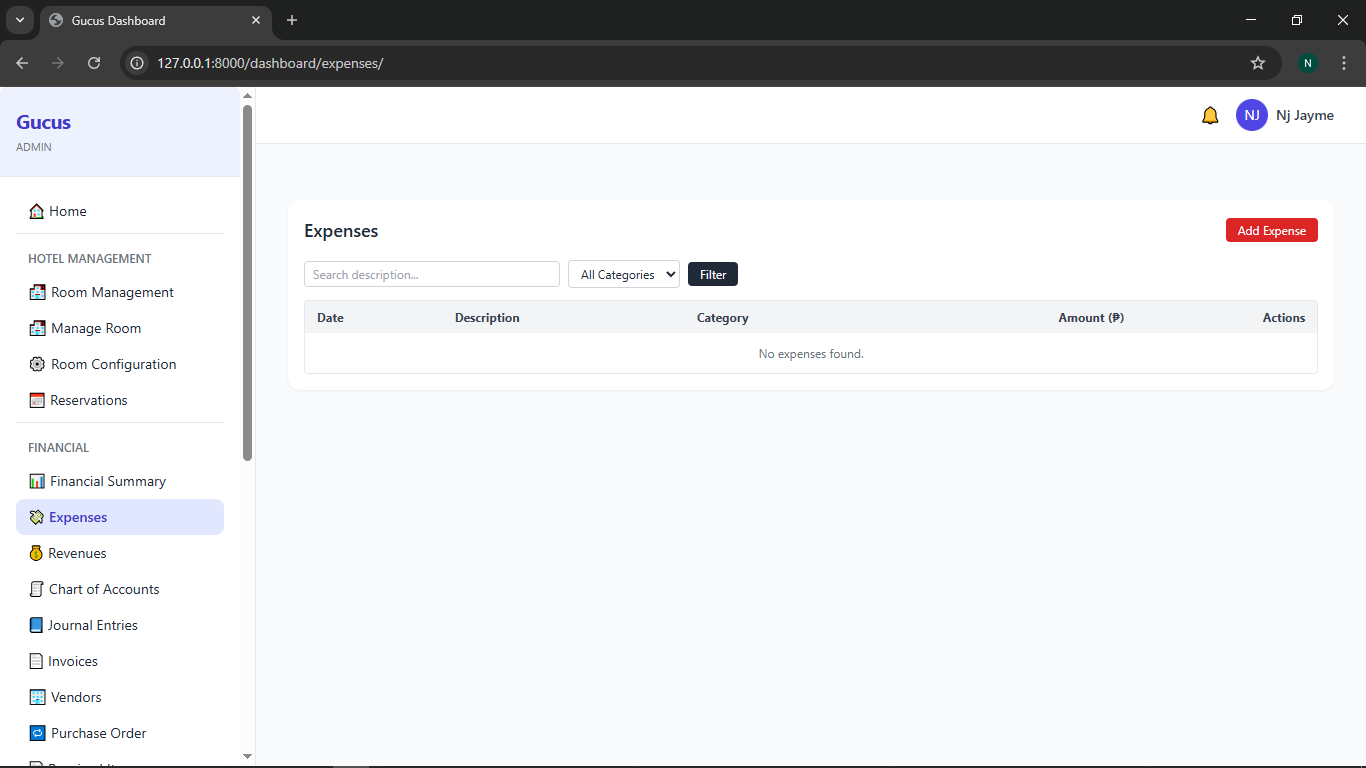 Gucus Dashboard
127.0.0.1:8000/dashboard/expenses/
N
Gucus
ADMIN
NJ Nj Jayme
Home
HOTEL MANAGEMENT
Room Management
Manage Room
Room Configuration
Reservations
FINANCIAL
Financial Summary
Expenses
Revenues
Chart of Accounts
Journal Entries
Invoices
Vendors
Purchase Order
Expenses
Add Expense
Search description...
All Categories
Filter
Date Description Category Amount (₱) Actions
No expenses found.